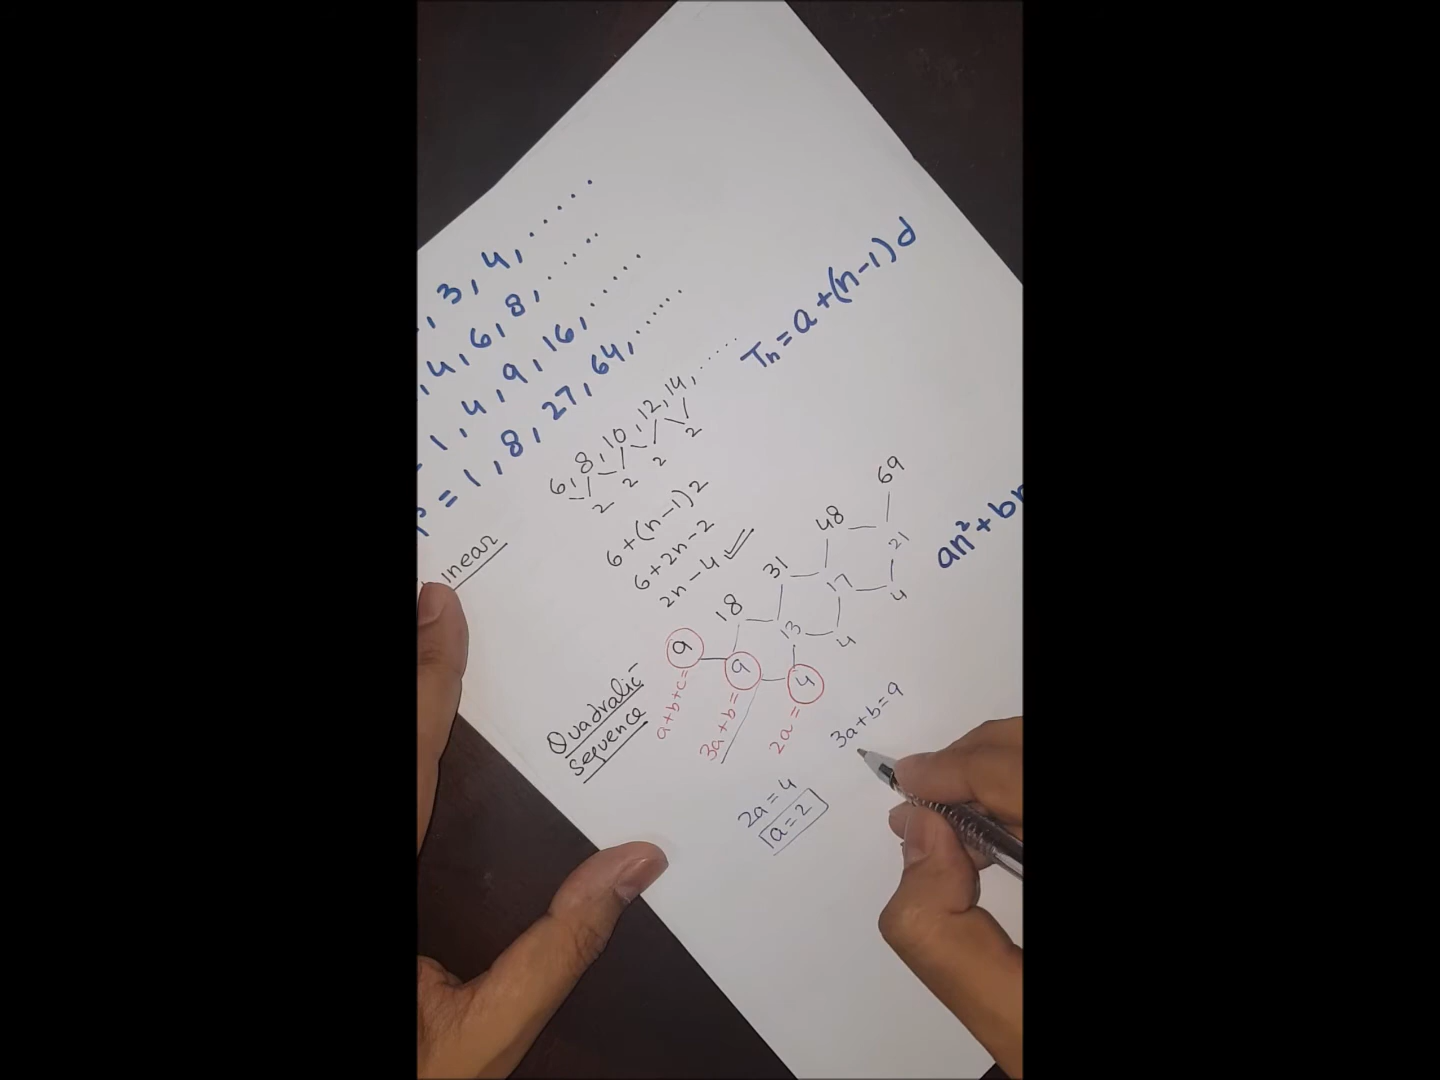 , 3, 4, ......
, 4, 6, 8, .....
1, 4, 9, 16, .....
= 1, 8, 27, 64, ......
Tn = a + (n-1)d
6, 8, 10, 12, 14, .....
2 2 2 2
6+(n-1)2
6+2n-2
2n-4
inear
an²+bn
9 18 31 48 69
9 13 17 21
4 4 4
a+b+c=
3a+b=
2a=
Quadratic
Sequence
2a=4
a=2
3a+b=9